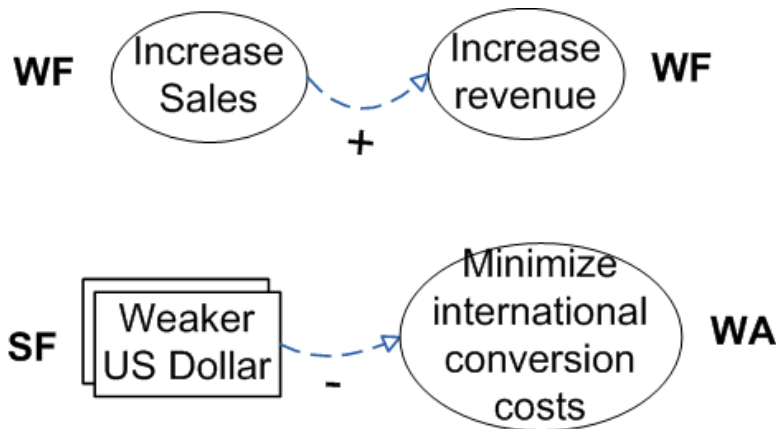 WF
Increase
Sales
+
Increase
revenue
WF
SF
Weaker
US Dollar
-
Minimize
international
conversion
costs
WA